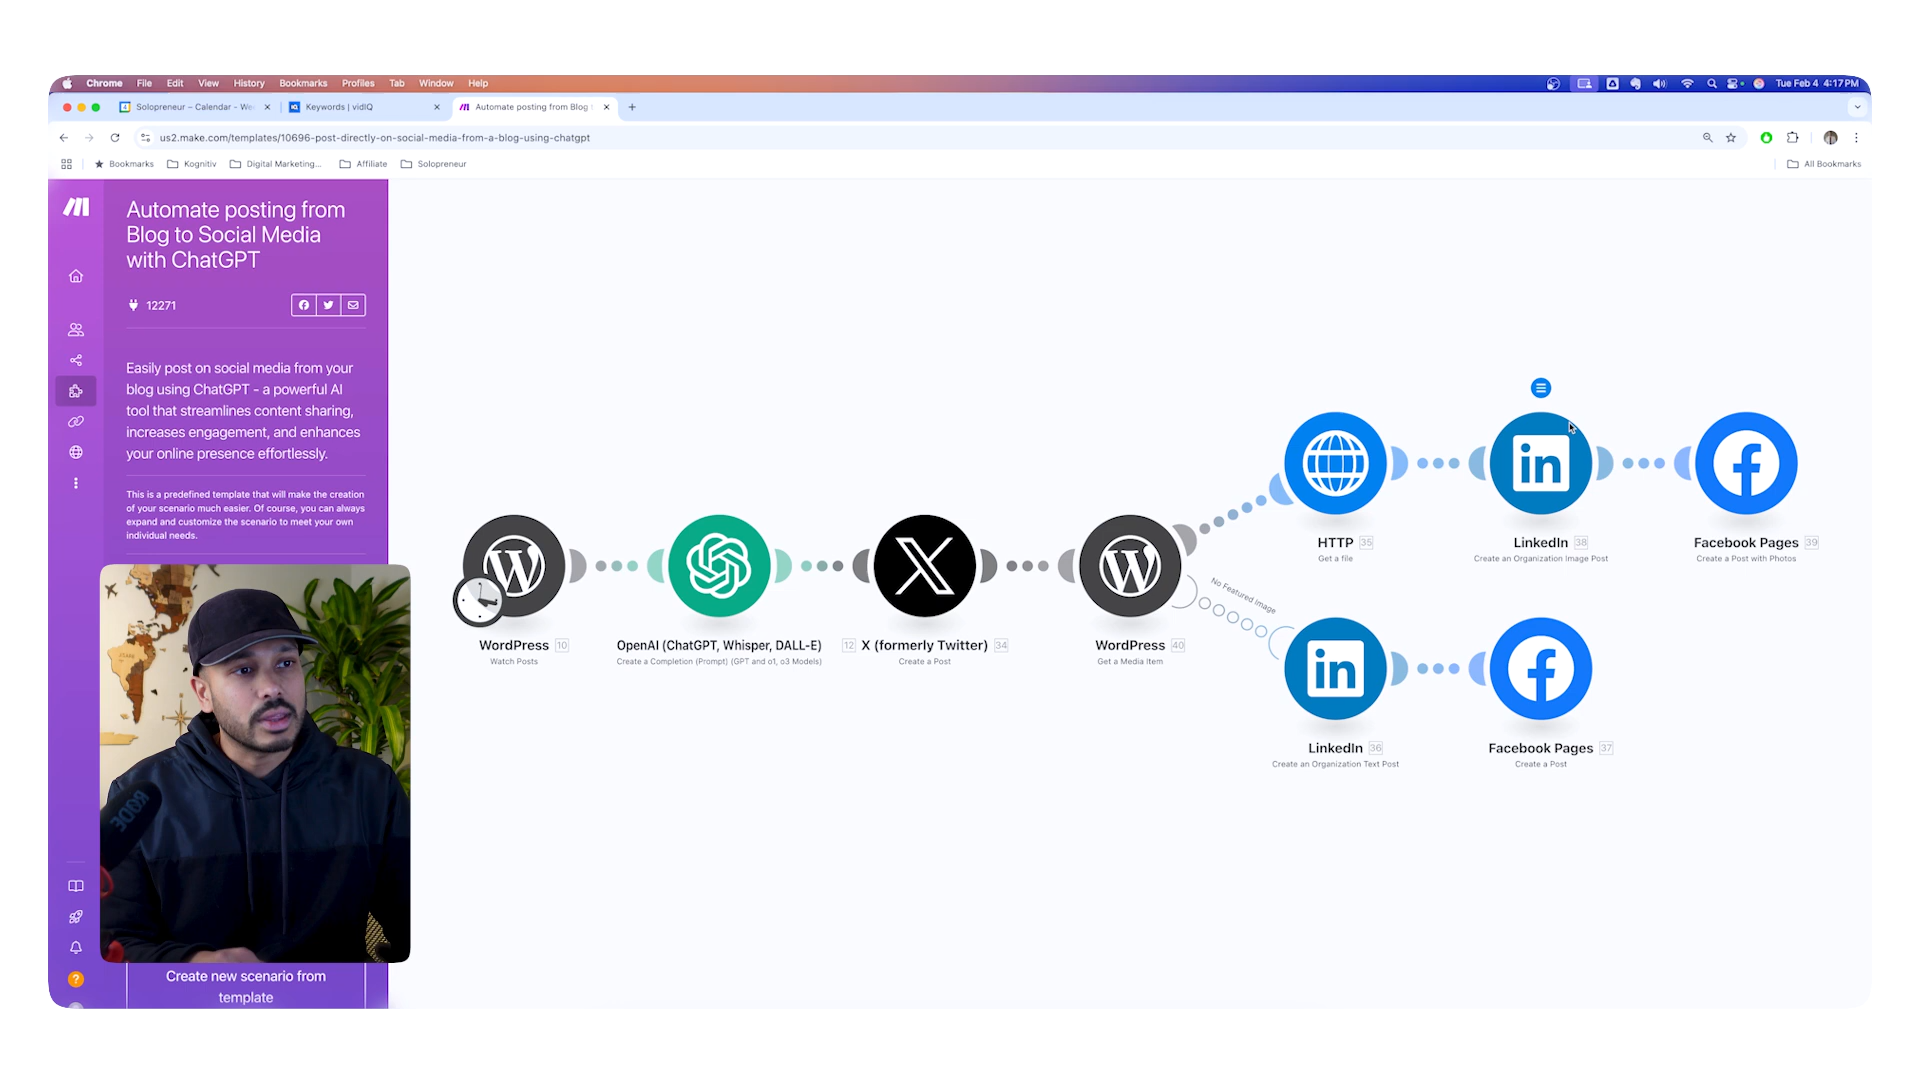 Chrome File Edit View History Bookmarks Profiles Tab Window Help
Tue Feb 4 4:17 PM
Solopreneur – Calendar - We
Keywords | vidIQ
Automate posting from Blog
us2.make.com/templates/10696-post-directly-on-social-media-from-a-blog-using-chatgpt
Bookmarks Kognitiv Digital Marketing... Affiliate Solopreneur
All Bookmarks
Automate posting from
Blog to Social Media
with ChatGPT
12271
Easily post on social media from your
blog using ChatGPT - a powerful AI
tool that streamlines content sharing,
increases engagement, and enhances
your online presence effortlessly.
This is a predefined template that will make the creation
of your scenario much easier. Of course, you can always
expand and customize the scenario to meet your own
individual needs.
RØDE
Create new scenario from
template
WordPress 10
Watch Posts
OpenAI (ChatGPT, Whisper, DALL-E) 12
Create a Completion (Prompt) (GPT and o1, o3 Models)
X (formerly Twitter) 34
Create a Post
WordPress 40
Get a Media Item
No Featured Image
HTTP 35
Get a file
LinkedIn 38
Create an Organization Image Post
Facebook Pages 39
Create a Post with Photos
LinkedIn 36
Create an Organization Text Post
Facebook Pages 37
Create a Post